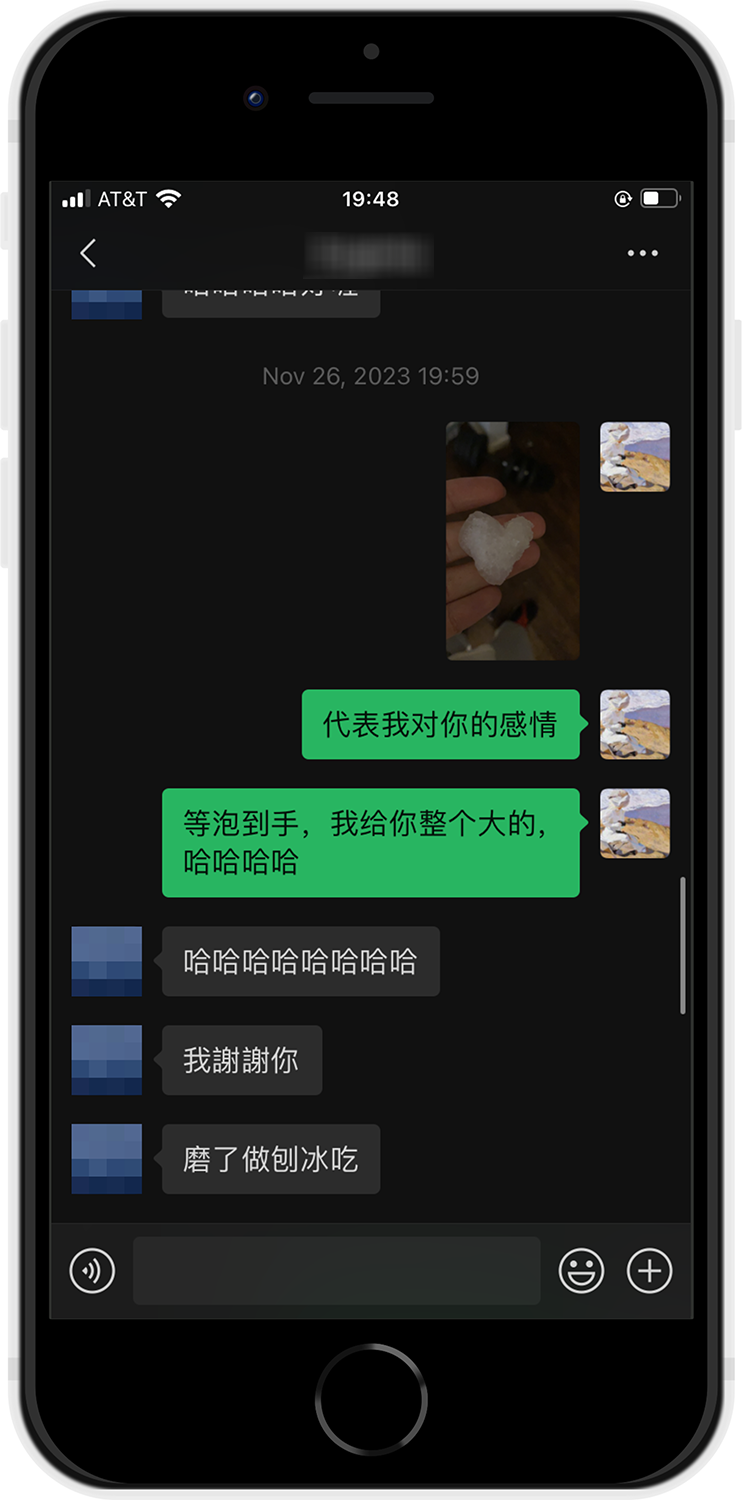 AT&T 19:48
Nov 26, 2023 19:59
代表我对你的感情
等泡到手，我给你整个大的，
哈哈哈哈
哈哈哈哈哈哈哈哈
我謝謝你
磨了做刨冰吃